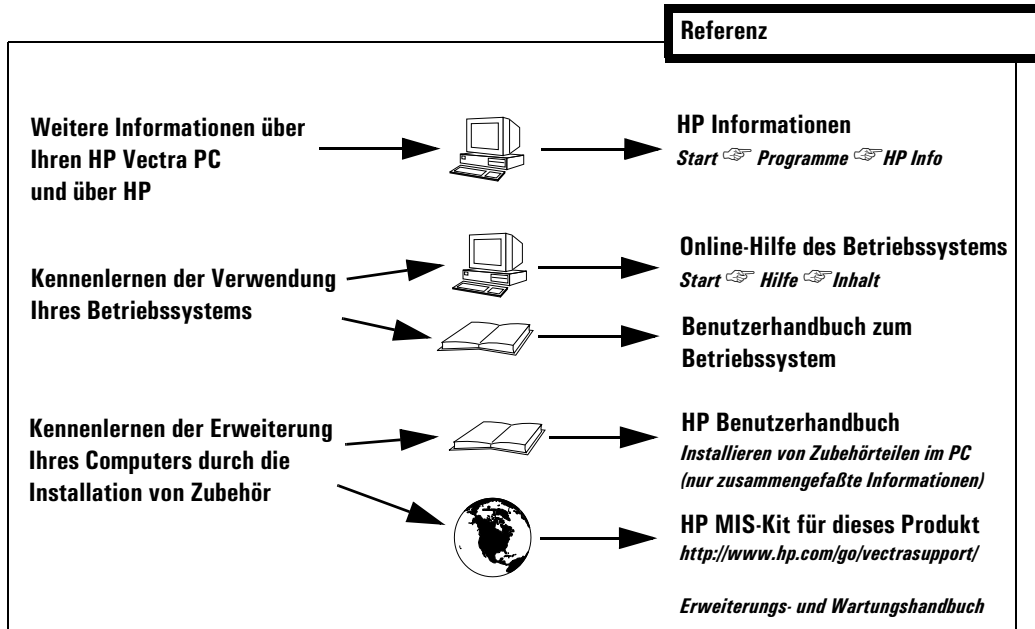 Referenz
Weitere Informationen über
Ihren HP Vectra PC
und über HP
HP Informationen
Start ☞ Programme ☞ HP Info
Kennenlernen der Verwendung
Ihres Betriebssystems
Online-Hilfe des Betriebssystems
Start ☞ Hilfe ☞ Inhalt
Benutzerhandbuch zum
Betriebssystem
Kennenlernen der Erweiterung
Ihres Computers durch die
Installation von Zubehör
HP Benutzerhandbuch
Installieren von Zubehörteilen im PC
(nur zusammengefaßte Informationen)
HP MIS-Kit für dieses Produkt
http://www.hp.com/go/vectrasupport/
Erweiterungs- und Wartungshandbuch